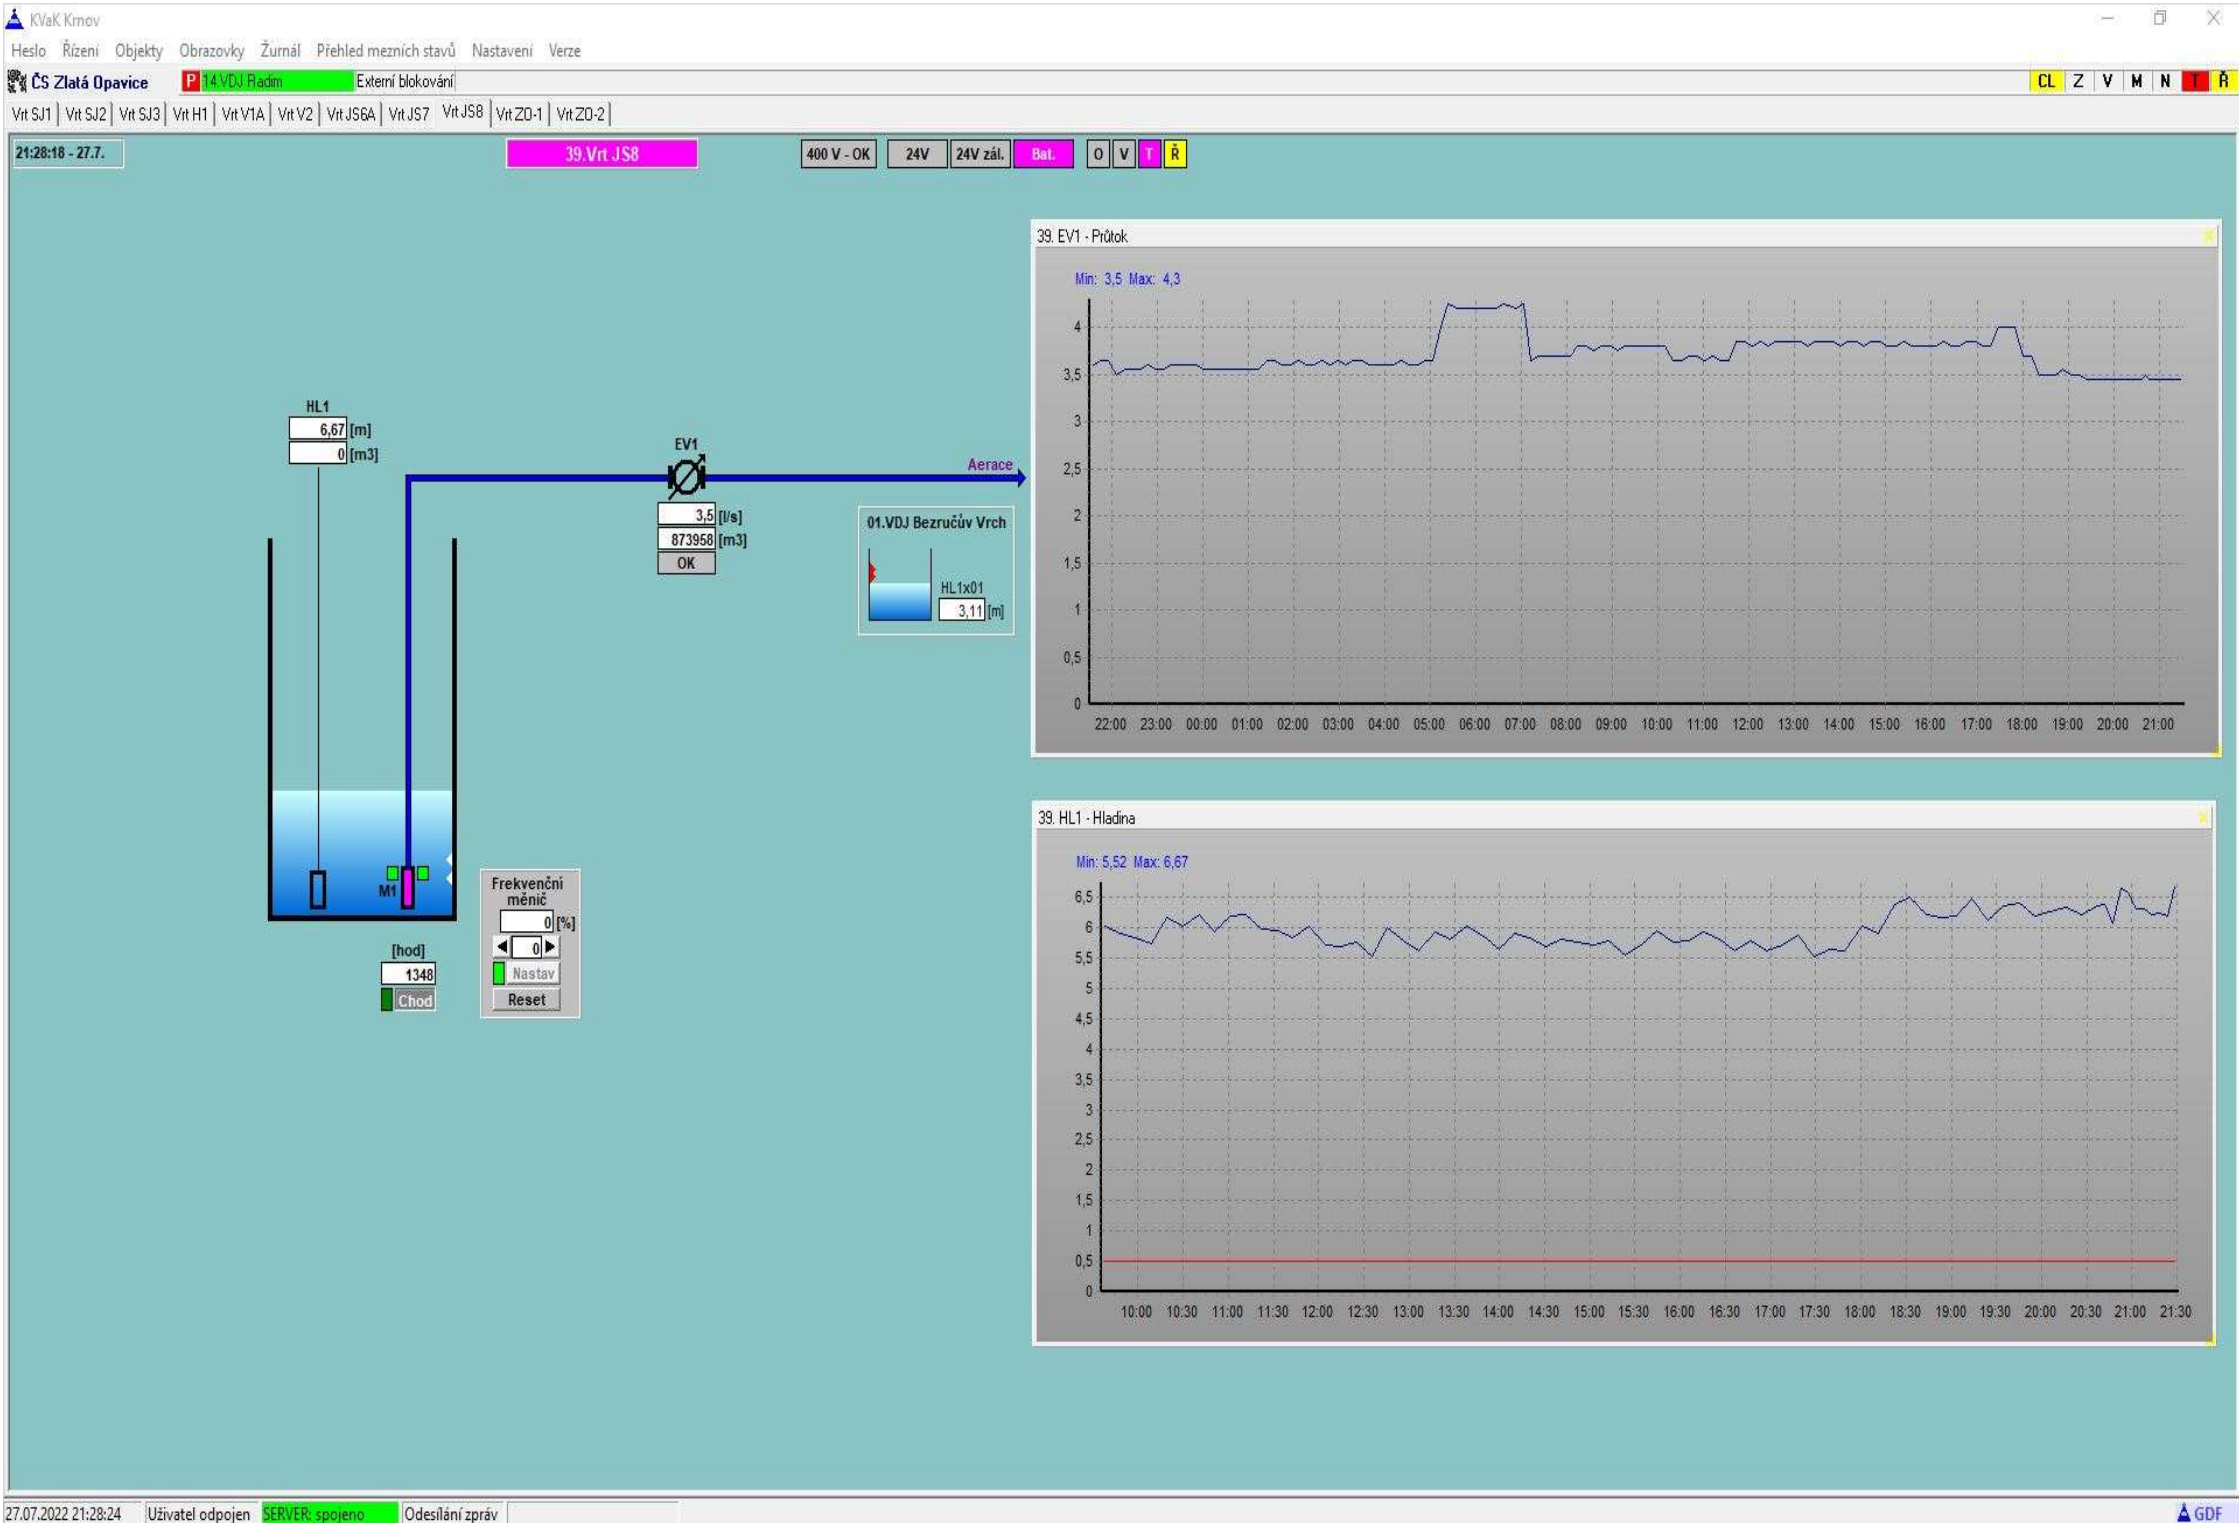 KVaK Krnov
Heslo Řízení Objekty Obrazovky Žurnál Přehled mezních stavů Nastavení Verze
ČS Zlatá Opavice P 14.VDJ Radim Externí blokování CL Z V M N T Ř
Vrt SJ1 Vrt SJ2 Vrt SJ3 Vrt H1 Vrt V1A Vrt V2 Vrt JS6A Vrt JS7 Vrt JS8 Vrt ZO-1 Vrt ZO-2
21:28:18 - 27.7. 39.Vrt JS8 400 V - OK 24V 24V zál. Bat. O V T Ř
HL1
6,67 [m]
0 [m3]
EV1
3,5 [l/s]
873958 [m3]
OK
Aerace
01.VDJ Bezručův Vrch
HL1x01
3,11 [m]
M1
[hod]
1348
Chod
Frekvenční
měnič
0 [%]
0
Nastav
Reset
39. EV1 - Průtok
Min: 3,5 Max: 4,3
4
3,5
3
2,5
2
1,5
1
0,5
0
22:00 23:00 00:00 01:00 02:00 03:00 04:00 05:00 06:00 07:00 08:00 09:00 10:00 11:00 12:00 13:00 14:00 15:00 16:00 17:00 18:00 19:00 20:00 21:00
39. HL1 - Hladina
Min: 5,52 Max: 6,67
6,5
6
5,5
5
4,5
4
3,5
3
2,5
2
1,5
1
0,5
0
10:00 10:30 11:00 11:30 12:00 12:30 13:00 13:30 14:00 14:30 15:00 15:30 16:00 16:30 17:00 17:30 18:00 18:30 19:00 19:30 20:00 20:30 21:00 21:30
27.07.2022 21:28:24 Uživatel odpojen SERVER: spojeno Odesílání zpráv GDF